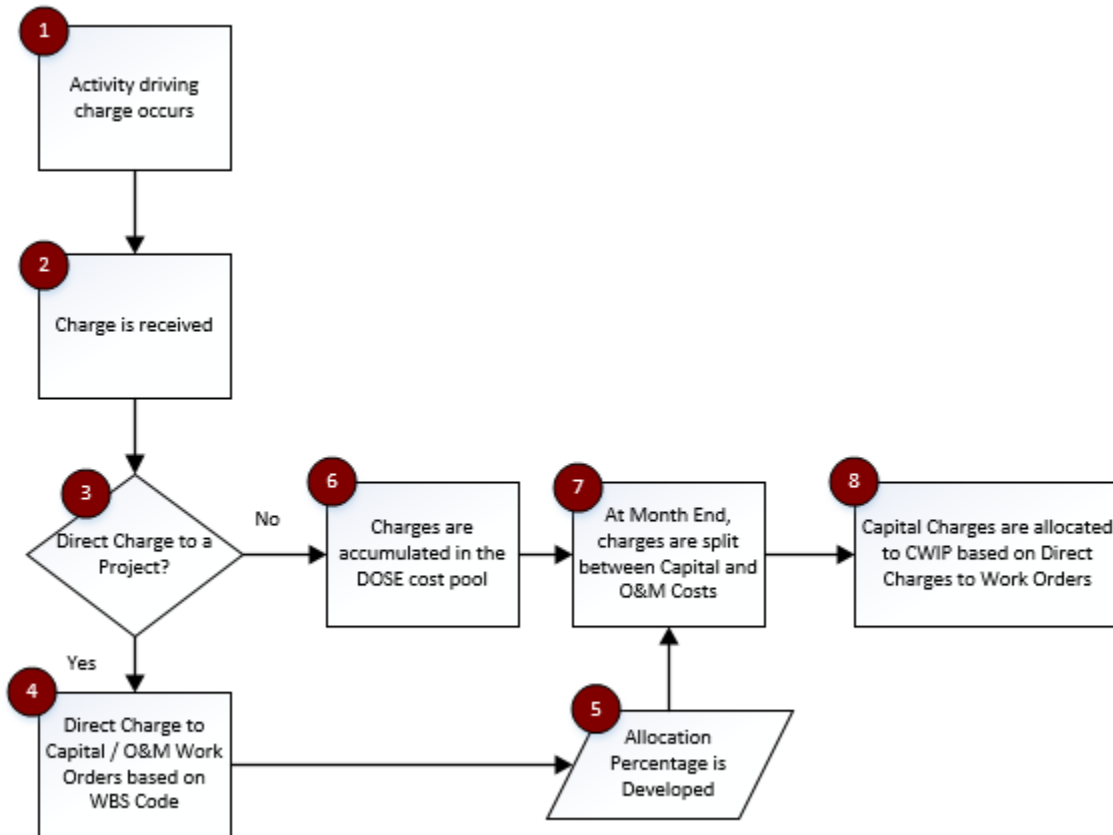 1
Activity driving
charge occurs
2
Charge is received
3
Direct Charge to a
Project?
No
Yes
4
Direct Charge to
Capital / O&M Work
Orders based on
WBS Code
5
Allocation
Percentage is
Developed
6
Charges are
accumulated in the
DOSE cost pool
7
At Month End,
charges are split
between Capital and
O&M Costs
8
Capital Charges are allocated
to CWIP based on Direct
Charges to Work Orders